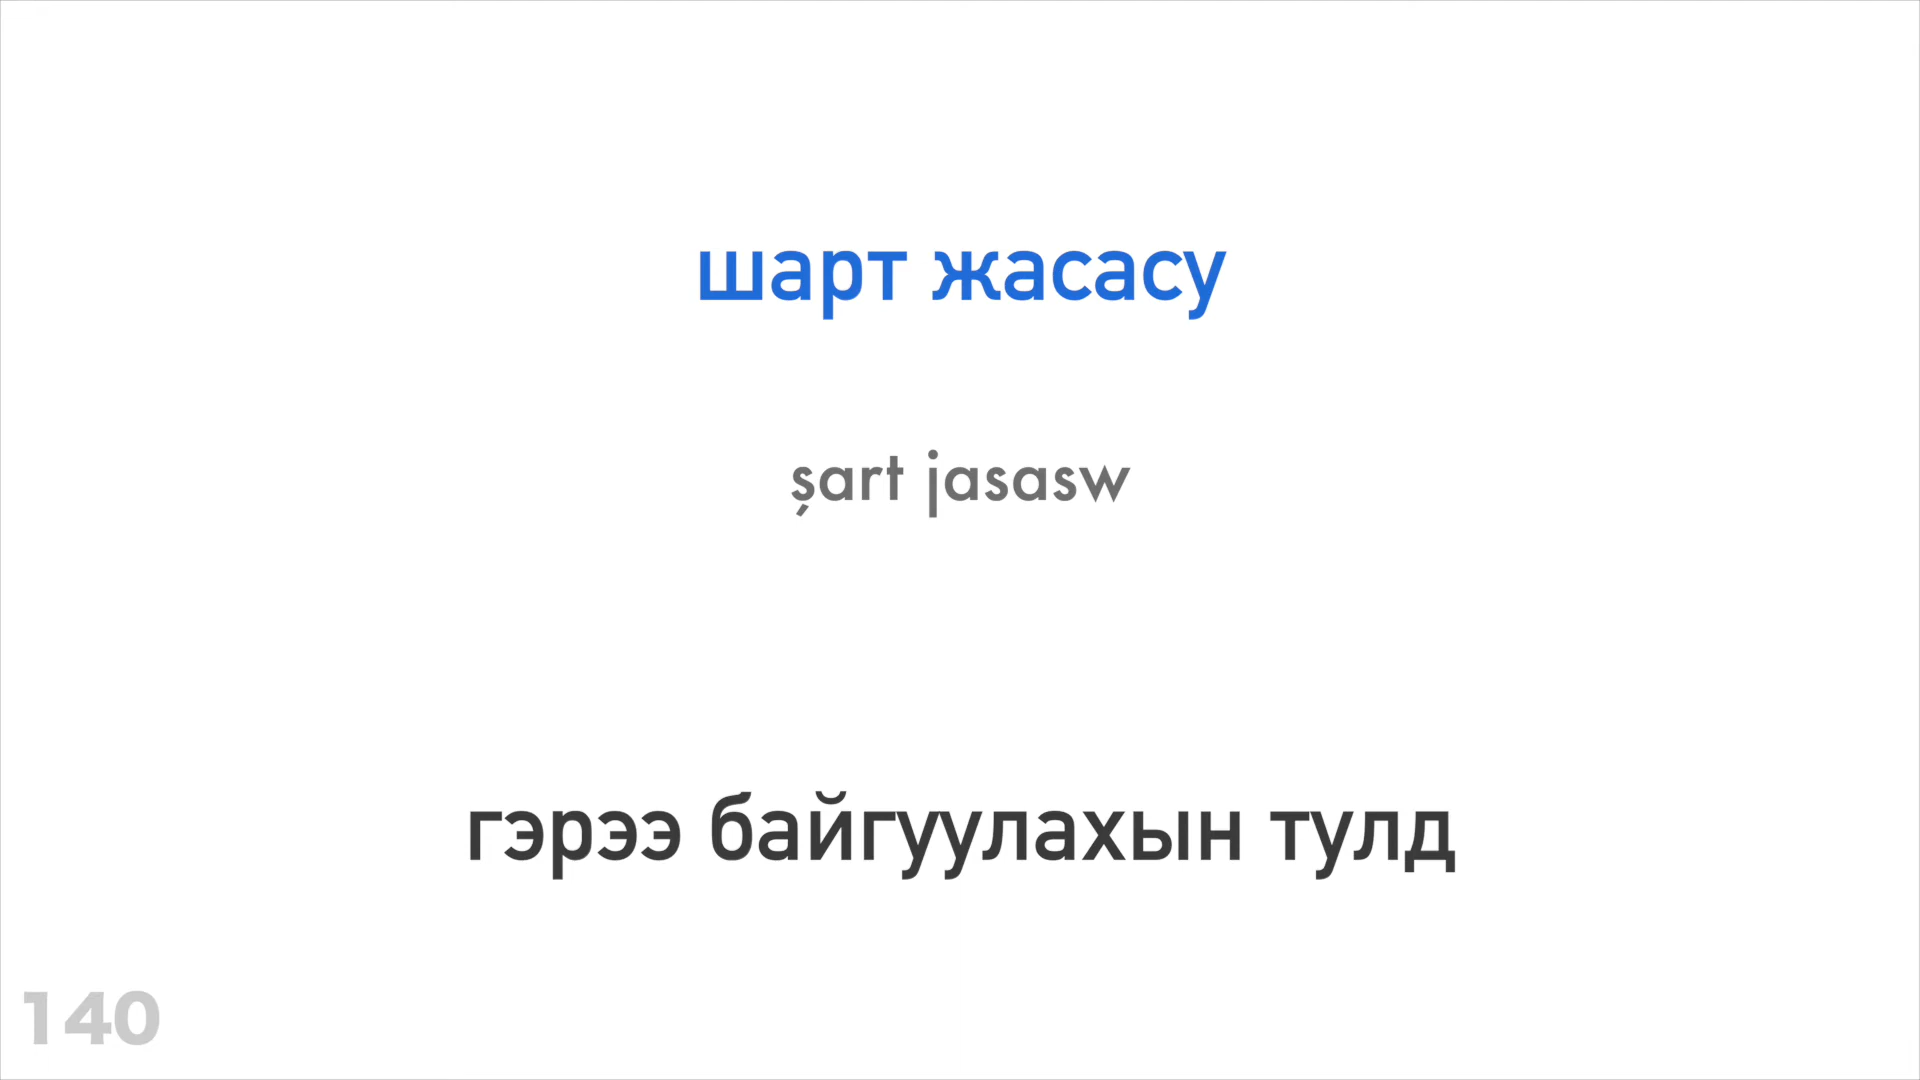 шарт жасасу
şart jasasw
гэрээ байгуулахын тулд
140